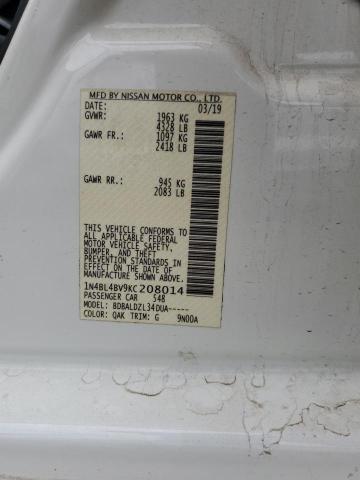 MFD BY NISSAN MOTOR CO., LTD.
DATE: 03/19
GVWR: 1963 KG
4328 LB
GAWR FR.: 1097 KG
2418 LB
GAWR RR.: 945 KG
2083 LB
THIS VEHICLE CONFORMS TO
ALL APPLICABLE FEDERAL
MOTOR VEHICLE SAFETY,
BUMPER, AND THEFT
PREVENTION STANDARDS IN
EFFECT ON THE DATE OF
MANUFACTURE SHOWN ABOVE.
1N4BL4BV9KC208014
PASSENGER CAR 548
MODEL: BDBALDZL34DUA-----
COLOR: QAK TRIM: G 9N00A